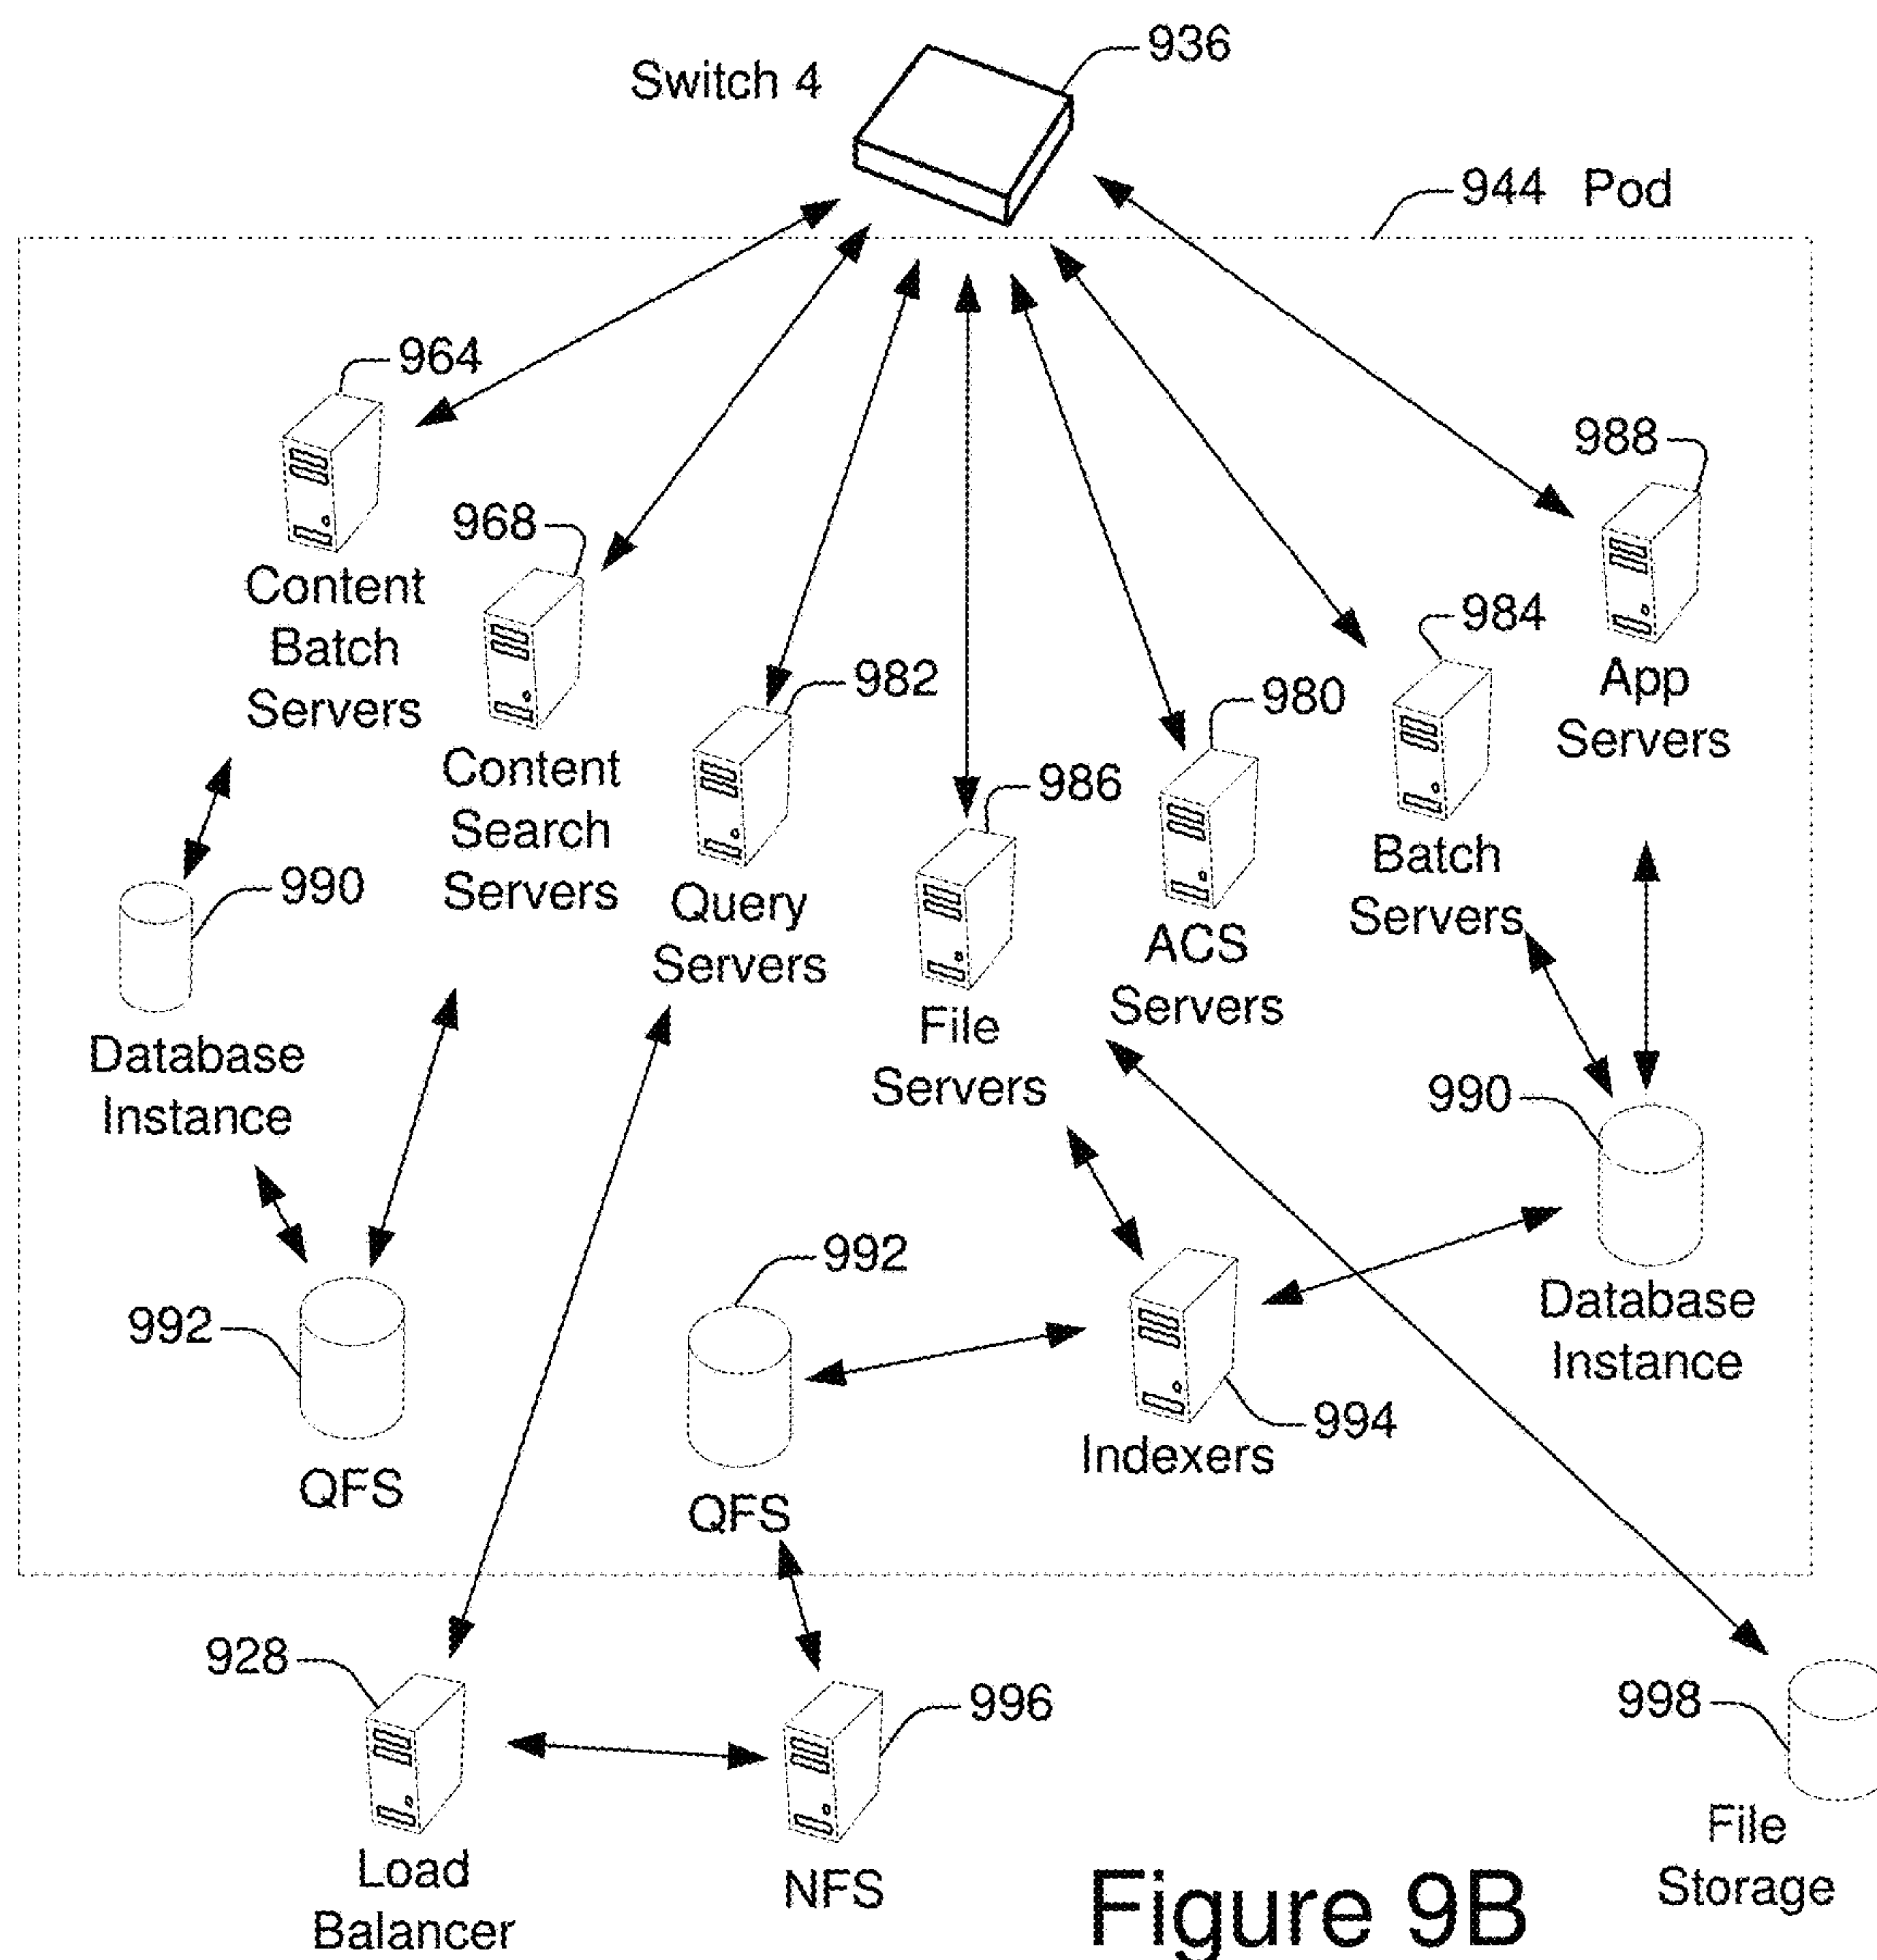 936
Switch 4
944 Pod
964
988
Content
Batch
Servers
968
984
982
980
App
Servers
Content
Search
Servers
986
Batch
Servers
990
Query
Servers
ACS
Servers
File
Servers
Database
Instance
990
992
992
Database
Instance
994
Indexers
QFS
QFS
928
996
998
Load
Balancer
NFS
File
Storage
Figure 9B